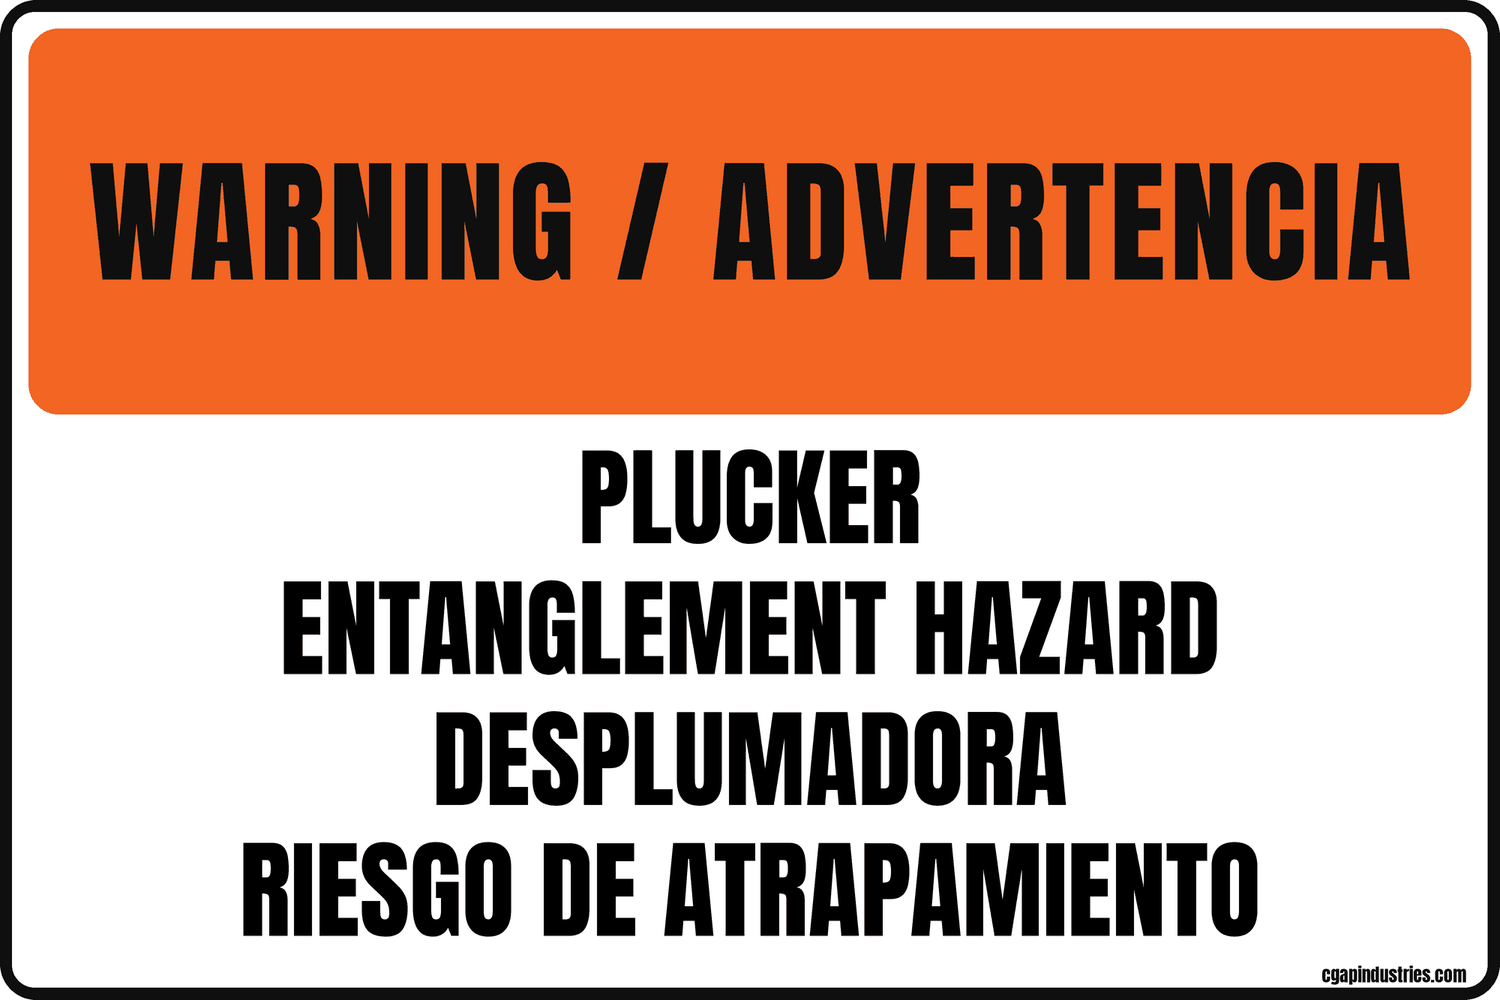 WARNING / ADVERTENCIA
PLUCKER
ENTANGLEMENT HAZARD
DESPLUMADORA
RIESGO DE ATRAPAMIENTO
cgapindustries.com